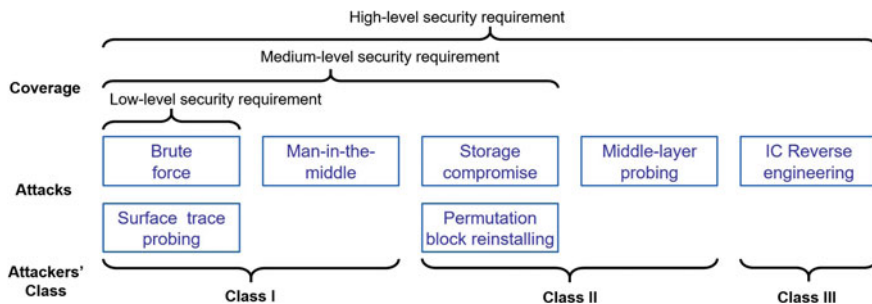 High-level security requirement
Medium-level security requirement
Coverage
Low-level security requirement
Brute
force
Man-in-the-
middle
Storage
compromise
Middle-layer
probing
IC Reverse
engineering
Attacks
Surface trace
probing
Permutation
block reinstalling
Attackers'
Class
Class I
Class II
Class III